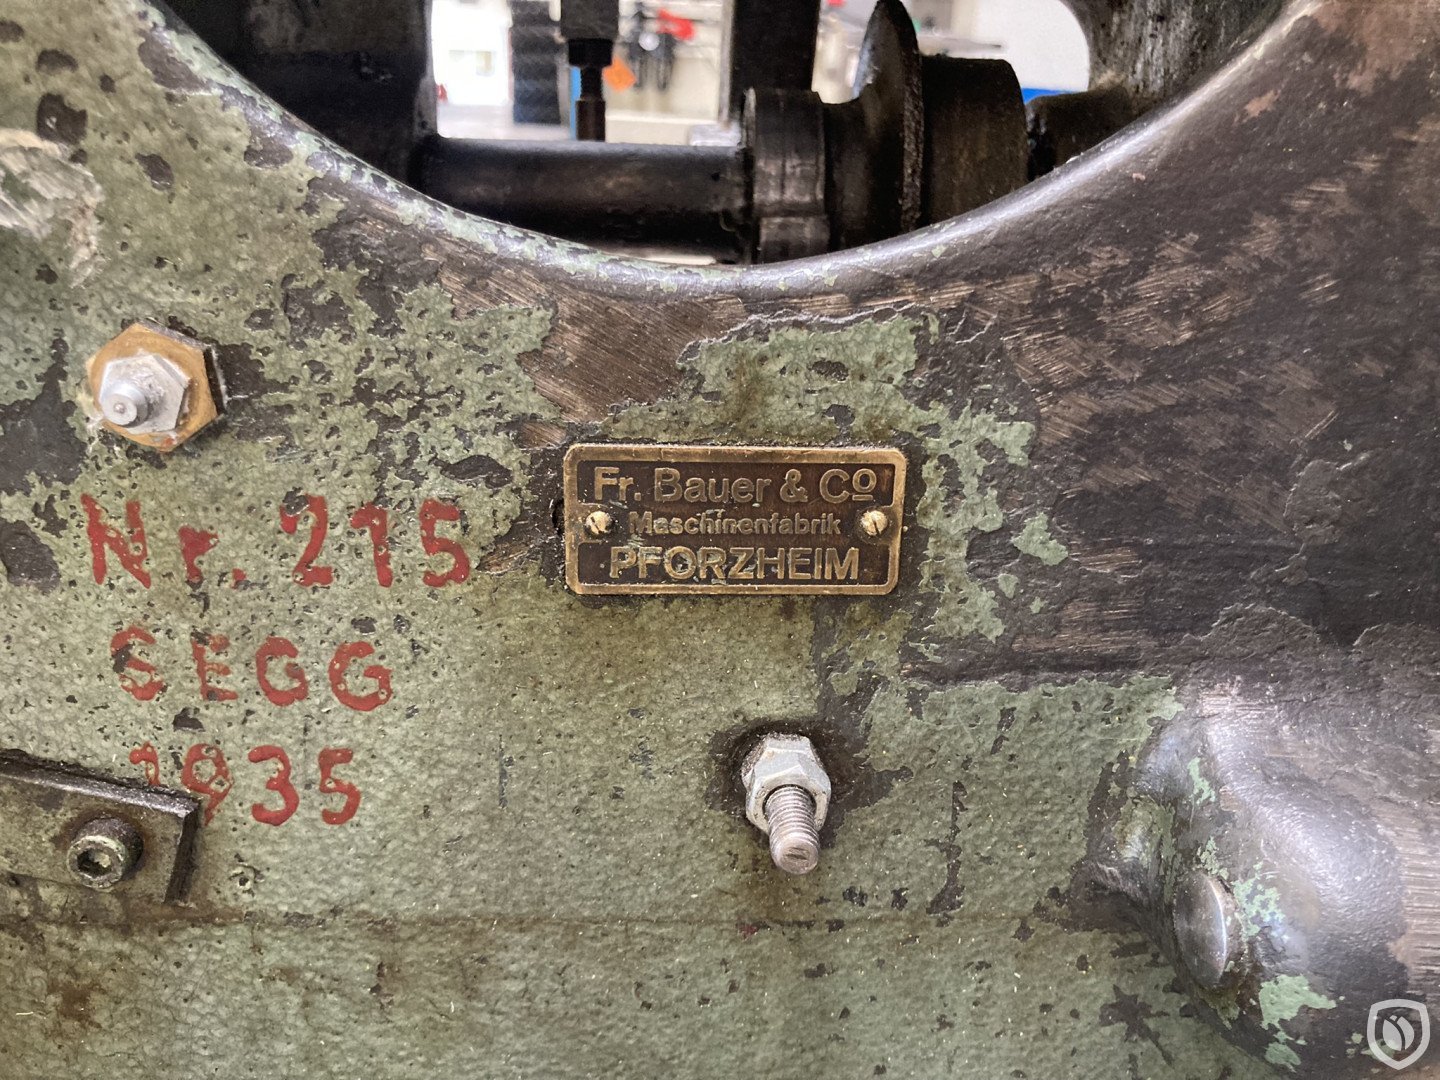 Fr. Bauer & Cº
Maschinenfabrik
PFORZHEIM
Nr. 215
SEGG
1935